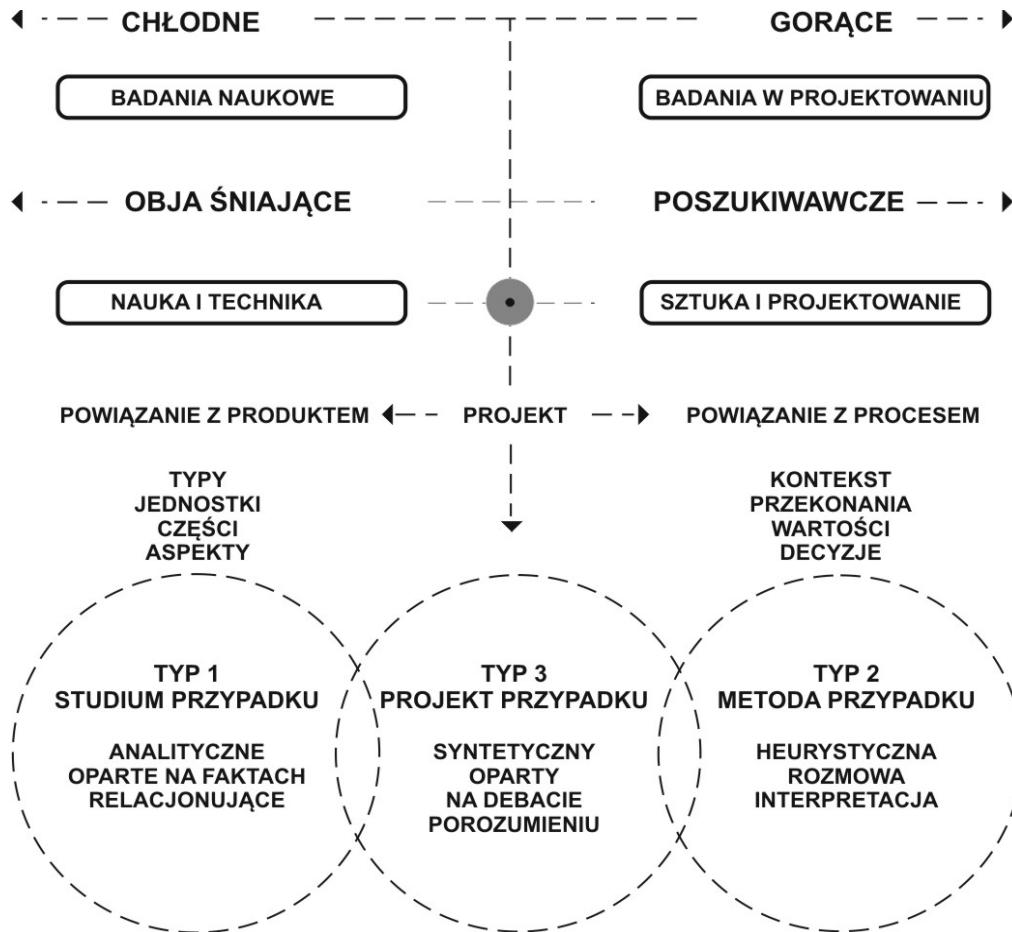 CHŁODNE
GORĄCE
BADANIA NAUKOWE
BADANIA W PROJEKTOWANIU
OBJA ŚNIAJĄCE
POSZUKIWAWCZE
NAUKA I TECHNIKA
SZTUKA I PROJEKTOWANIE
POWIĄZANIE Z PRODUKTEM
PROJEKT
POWIĄZANIE Z PROCESEM
TYPY
JEDNOSTKI
CZĘŚCI
ASPEKTY
KONTEKST
PRZEKONANIA
WARTOŚCI
DECYZJE
TYP 1
STUDIUM PRZYPADKU
ANALITYCZNE
OPARTE NA FAKTACH
RELACJONUJĄCE
TYP 3
PROJEKT PRZYPADKU
SYNTETYCZNY
OPARTY
NA DEBACIE
POROZUMIENIU
TYP 2
METODA PRZYPADKU
HEURYSTYCZNA
ROZMOWA
INTERPRETACJA